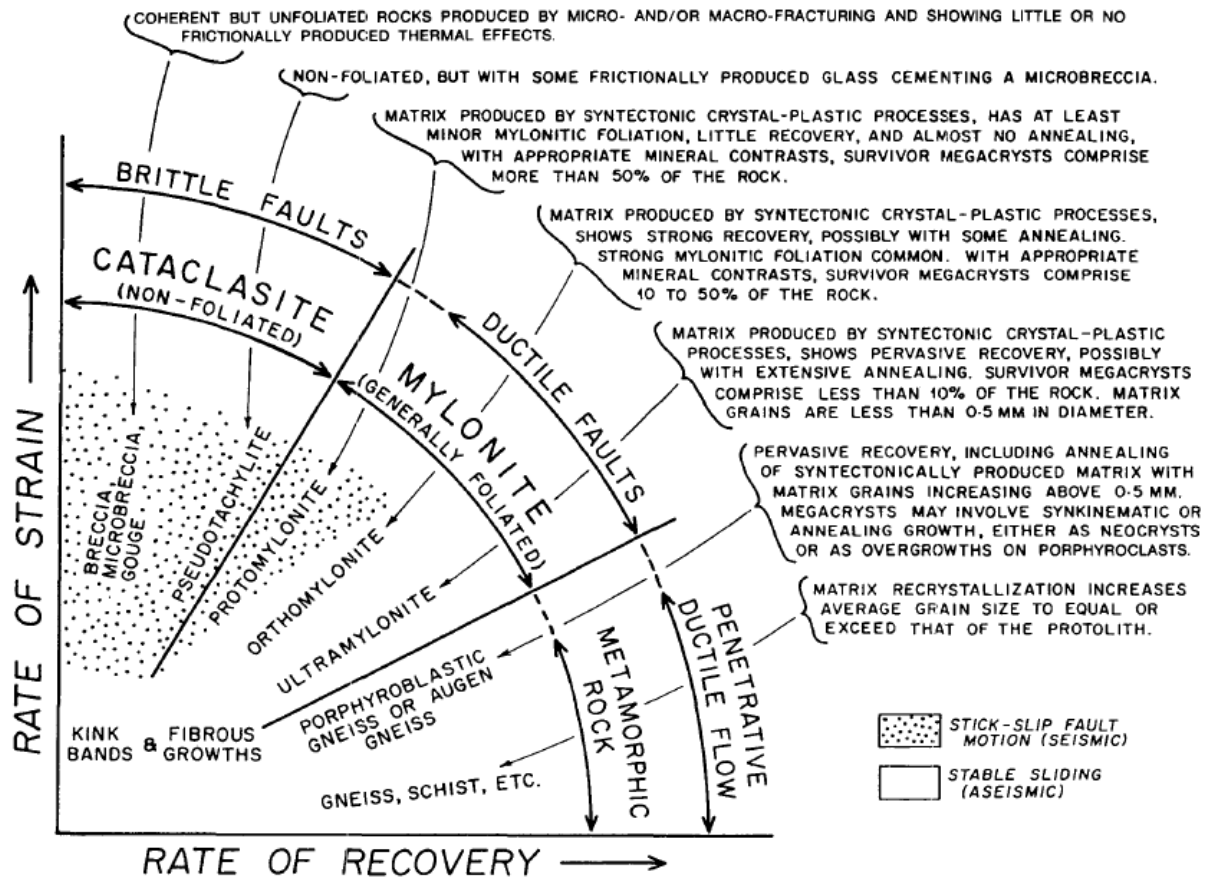 COHERENT BUT UNFOLIATED ROCKS PRODUCED BY MICRO- AND/OR MACRO-FRACTURING AND SHOWING LITTLE OR NO
FRICTIONALLY PRODUCED THERMAL EFFECTS.
NON-FOLIATED, BUT WITH SOME FRICTIONALLY PRODUCED GLASS CEMENTING A MICROBRECCIA.
MATRIX PRODUCED BY SYNTECTONIC CRYSTAL-PLASTIC PROCESSES, HAS AT LEAST
MINOR MYLONITIC FOLIATION, LITTLE RECOVERY, AND ALMOST NO ANNEALING,
WITH APPROPRIATE MINERAL CONTRASTS, SURVIVOR MEGACRYSTS COMPRISE
MORE THAN 50% OF THE ROCK.
MATRIX PRODUCED BY SYNTECTONIC CRYSTAL-PLASTIC PROCESSES,
SHOWS STRONG RECOVERY, POSSIBLY WITH SOME ANNEALING.
STRONG MYLONITIC FOLIATION COMMON. WITH APPROPRIATE
MINERAL CONTRASTS, SURVIVOR MEGACRYSTS COMPRISE
10 TO 50% OF THE ROCK.
MATRIX PRODUCED BY SYNTECTONIC CRYSTAL-PLASTIC
PROCESSES, SHOWS PERVASIVE RECOVERY, POSSIBLY
WITH EXTENSIVE ANNEALING. SURVIVOR MEGACRYSTS
COMPRISE LESS THAN 10% OF THE ROCK. MATRIX
GRAINS ARE LESS THAN 0·5 MM IN DIAMETER.
PERVASIVE RECOVERY, INCLUDING ANNEALING
OF SYNTECTONICALLY PRODUCED MATRIX WITH
MATRIX GRAINS INCREASING ABOVE 0·5 MM.
MEGACRYSTS MAY INVOLVE SYNKINEMATIC OR
ANNEALING GROWTH, EITHER AS NEOCRYSTS
OR AS OVERGROWTHS ON PORPHYROCLASTS.
MATRIX RECRYSTALLIZATION INCREASES
AVERAGE GRAIN SIZE TO EQUAL OR
EXCEED THAT OF THE PROTOLITH.
BRITTLE FAULTS
DUCTILE FAULTS
PENETRATIVE
DUCTILE FLOW
CATACLASITE
(NON-FOLIATED)
MYLONITE
(GENERALLY FOLIATED)
METAMORPHIC
ROCK
BRECCIA,
MICROBRECCIA,
GOUGE
PSEUDOTACHYLITE
PROTOMYLONITE
ORTHOMYLONITE
ULTRAMYLONITE
PORPHYROBLASTIC
GNEISS OR AUGEN
GNEISS
GNEISS, SCHIST, ETC.
KINK
BANDS & FIBROUS
GROWTHS
STICK-SLIP FAULT
MOTION (SEISMIC)
STABLE SLIDING
(ASEISMIC)
RATE OF STRAIN
RATE OF RECOVERY